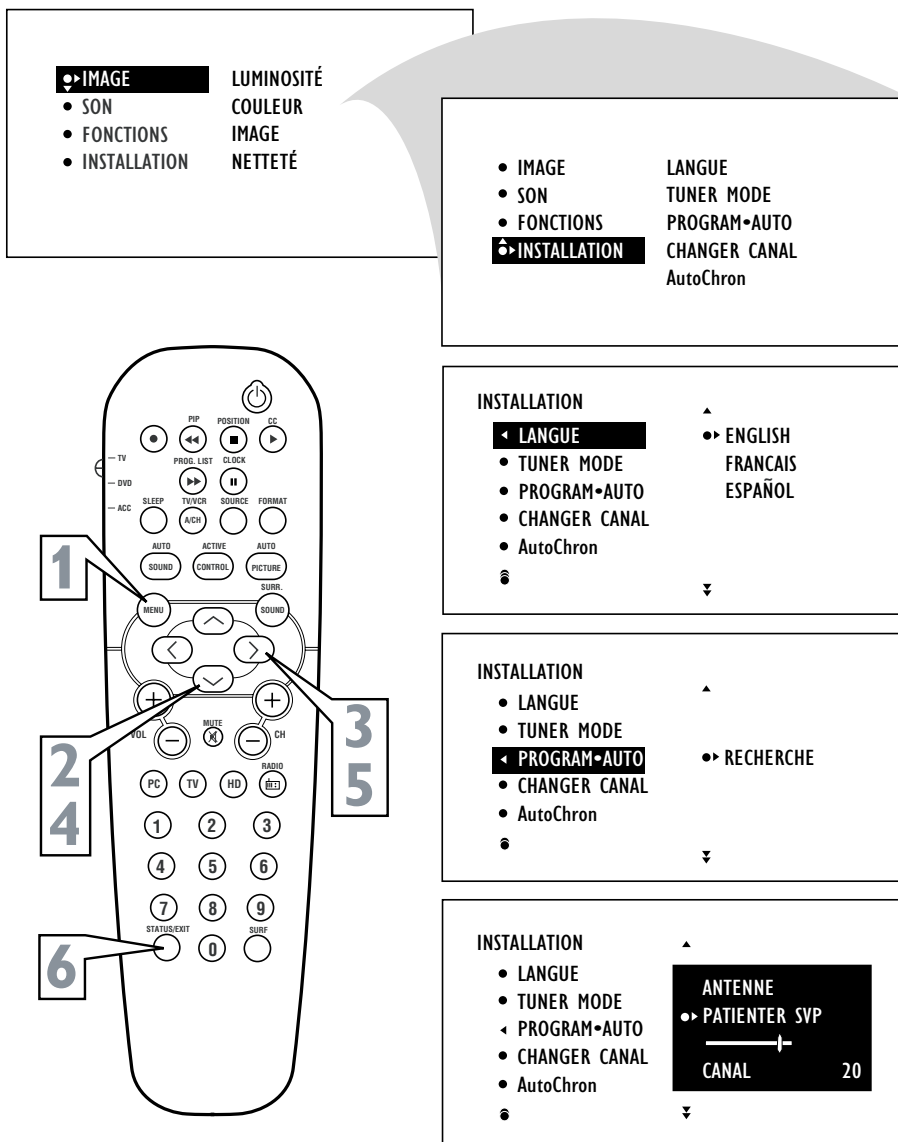 IMAGE LUMINOSITÉ
SON COULEUR
FONCTIONS IMAGE
INSTALLATION NETTETÉ
IMAGE LANGUE
SON TUNER MODE
FONCTIONS PROGRAM•AUTO
INSTALLATION CHANGER CANAL
AutoChron
INSTALLATION
LANGUE ENGLISH
TUNER MODE FRANCAIS
PROGRAM•AUTO ESPAÑOL
CHANGER CANAL
AutoChron
INSTALLATION
LANGUE
TUNER MODE
PROGRAM•AUTO RECHERCHE
CHANGER CANAL
AutoChron
INSTALLATION
LANGUE ANTENNE
TUNER MODE PATIENTER SVP
PROGRAM•AUTO
CHANGER CANAL CANAL 20
AutoChron
PIP POSITION CC
TV
PROG. LIST CLOCK
DVD
ACC
SLEEP TV/VCR SOURCE FORMAT
A/CH
AUTO ACTIVE AUTO
SOUND CONTROL PICTURE
SURR.
MENU SOUND
VOL MUTE CH
RADIO
PC TV HD
1 2 3
4 5 6
7 8 9
STATUS/EXIT SURF
0
1
2
4
3
5
6